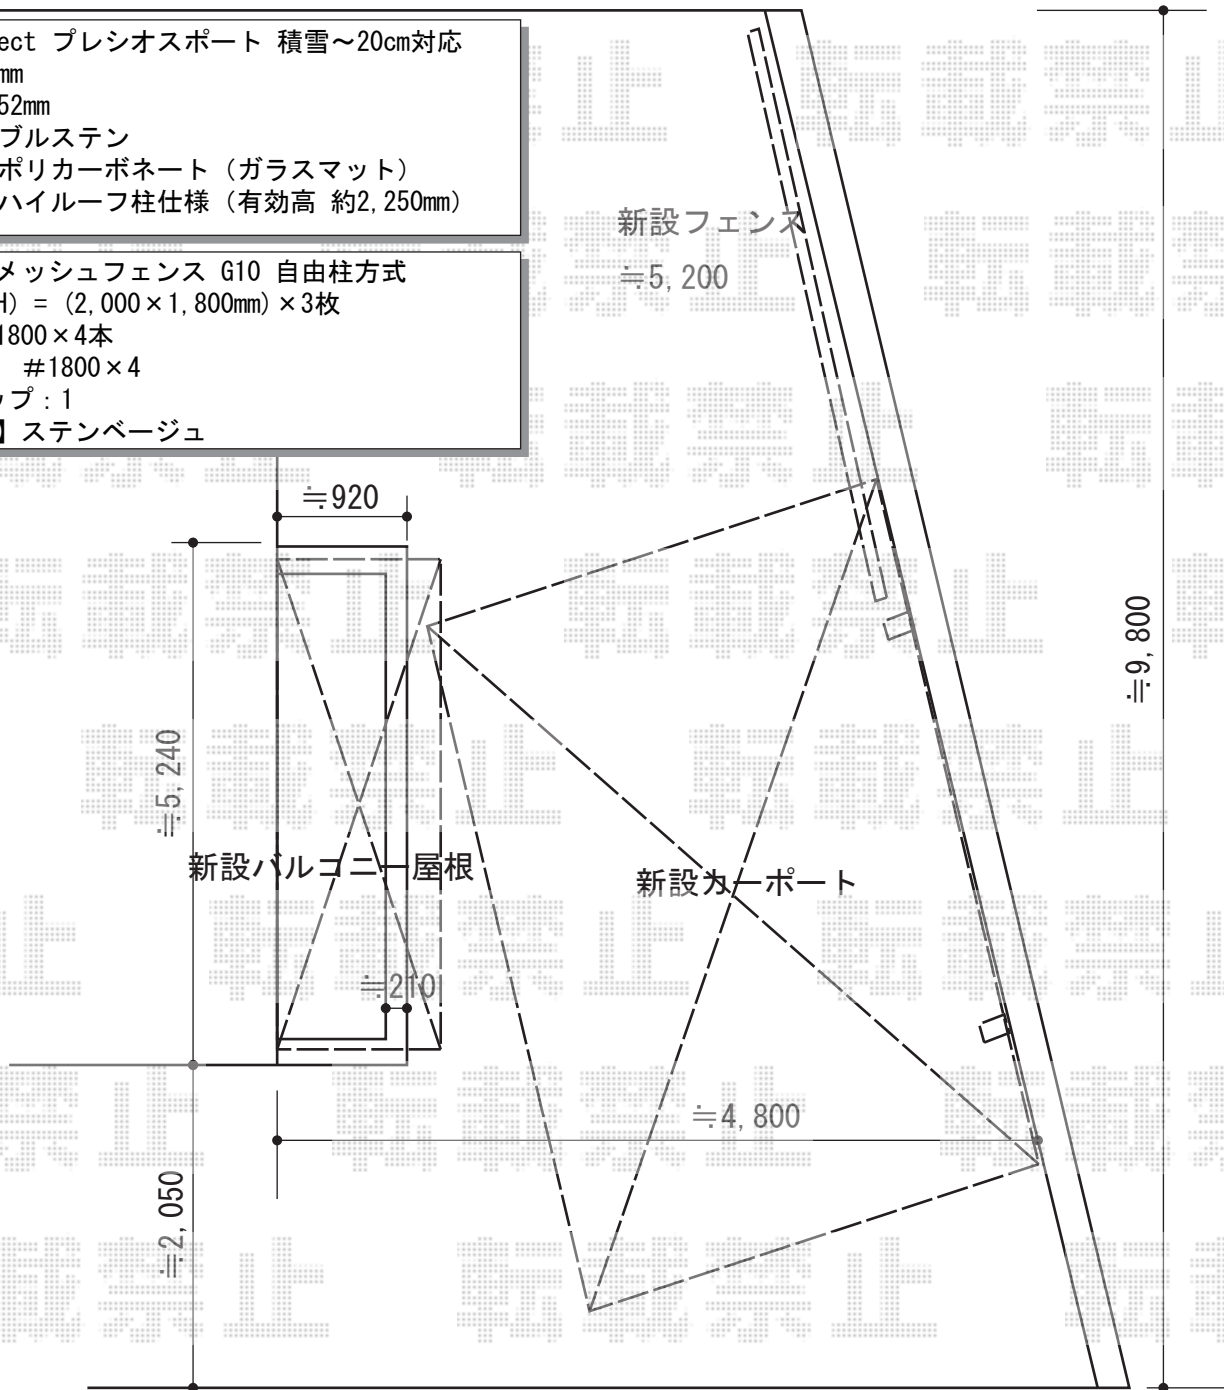 ect プレシオスポート 積雪～20cm対応
mm
52mm
ブルステン
ポリカーボネート（ガラスマット）
ハイルーフ柱仕様（有効高 約2,250mm）
メッシュフェンス G10 自由柱方式
H) = (2,000×1,800mm)×3枚
1800×4本
#1800×4
ップ：1
】ステンベージュ
新設フェンス
≒5,200
≒920
≒9,800
≒5,240
新設バルコニー屋根
新設カーポート
≒210
≒4,800
≒2,050
転載禁止